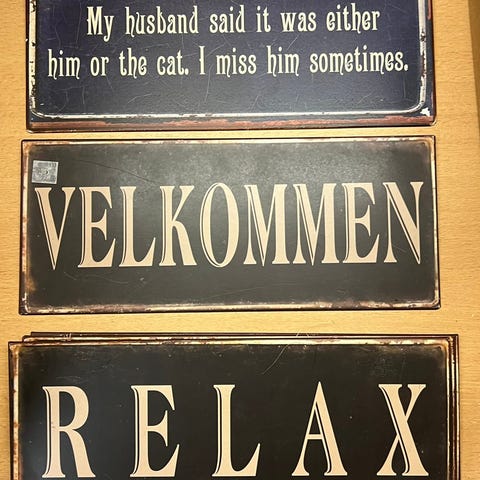 My husband said it was either
him or the cat. I miss him sometimes.
VELKOMMEN
RELAX